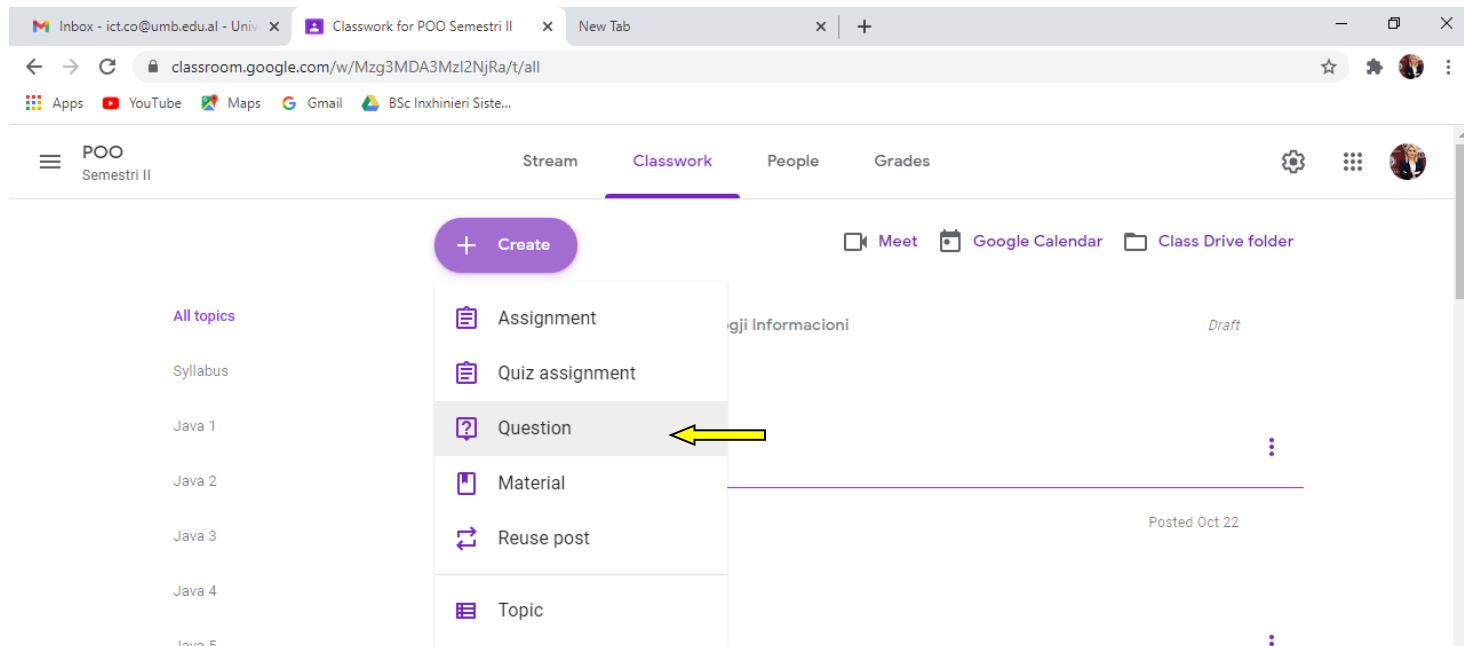 Inbox - ict.co@umb.edu.al - Univ
Classwork for POO Semestri II
New Tab
classroom.google.com/w/Mzg3MDA3MzI2NjRa/t/all
Apps YouTube Maps Gmail BSc Inxhinieri Siste...
POO
Semestri II
Stream Classwork People Grades
+ Create
Meet Google Calendar Class Drive folder
All topics
Syllabus
Java 1
Java 2
Java 3
Java 4
Java 5
Assignment
Quiz assignment
Question
Material
Reuse post
Topic
gji Informacioni
Draft
Posted Oct 22